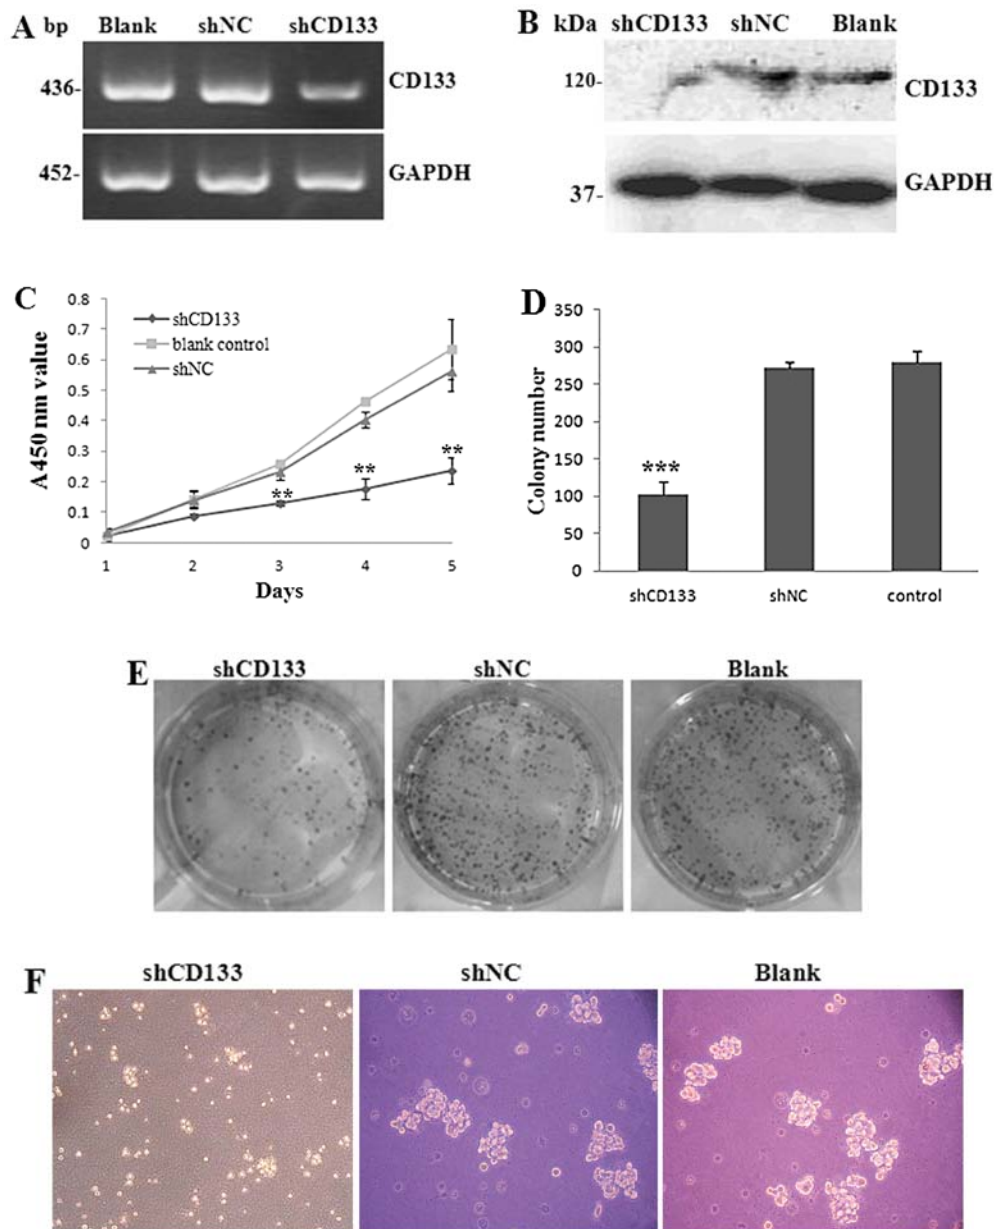 A bp Blank shNC shCD133
436- CD133
452- GAPDH
B kDa shCD133 shNC Blank
120- CD133
37- GAPDH
C
A450 nm value
0.8
0.7
0.6
0.5
0.4
0.3
0.2
0.1
0
shCD133
blank control
shNC
** ** **
1 2 3 4 5
Days
D
Colony number
350
300
250
200
150
100
50
0
***
shCD133 shNC control
E shCD133 shNC Blank
F shCD133 shNC Blank